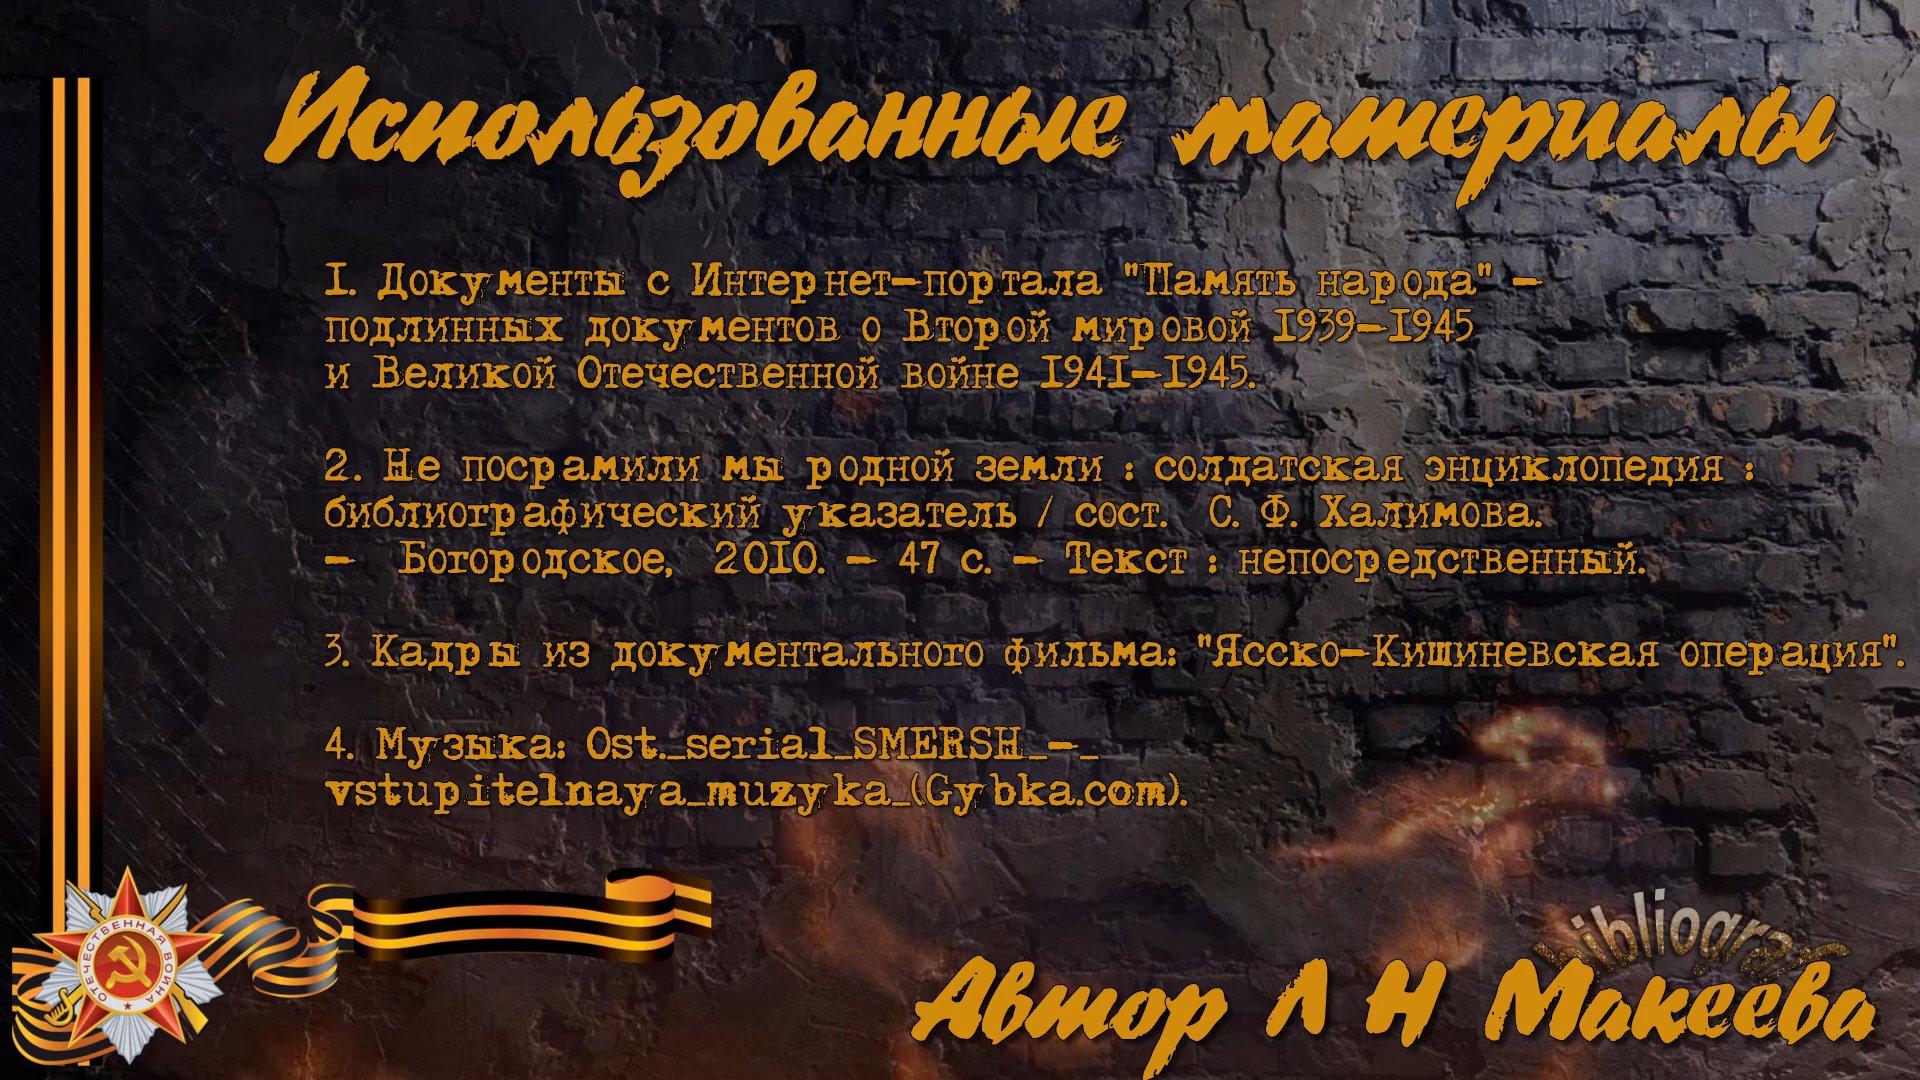 Использованные материалы
1. Документы с Интернет-портала "Память народа" -
подлинных документов о Второй мировой 1939-1945
и Великой Отечественной войне 1941-1945.
2. Не посрамили мы родной земли : солдатская энциклопедия :
библиографический указатель / сост. С. Ф. Халимова.
- Богородское, 2010. - 47 с. - Текст : непосредственный.
3. Кадры из документального фильма: "Ясско-Кишиневская операция".
4. Музыка: Ost._serial_SMERSH_-_
vstupitelnaya_muzyka_(Gybka.com).
ОТЕЧЕСТВЕННАЯ ВОЙНА
Автор Л Н Макеева